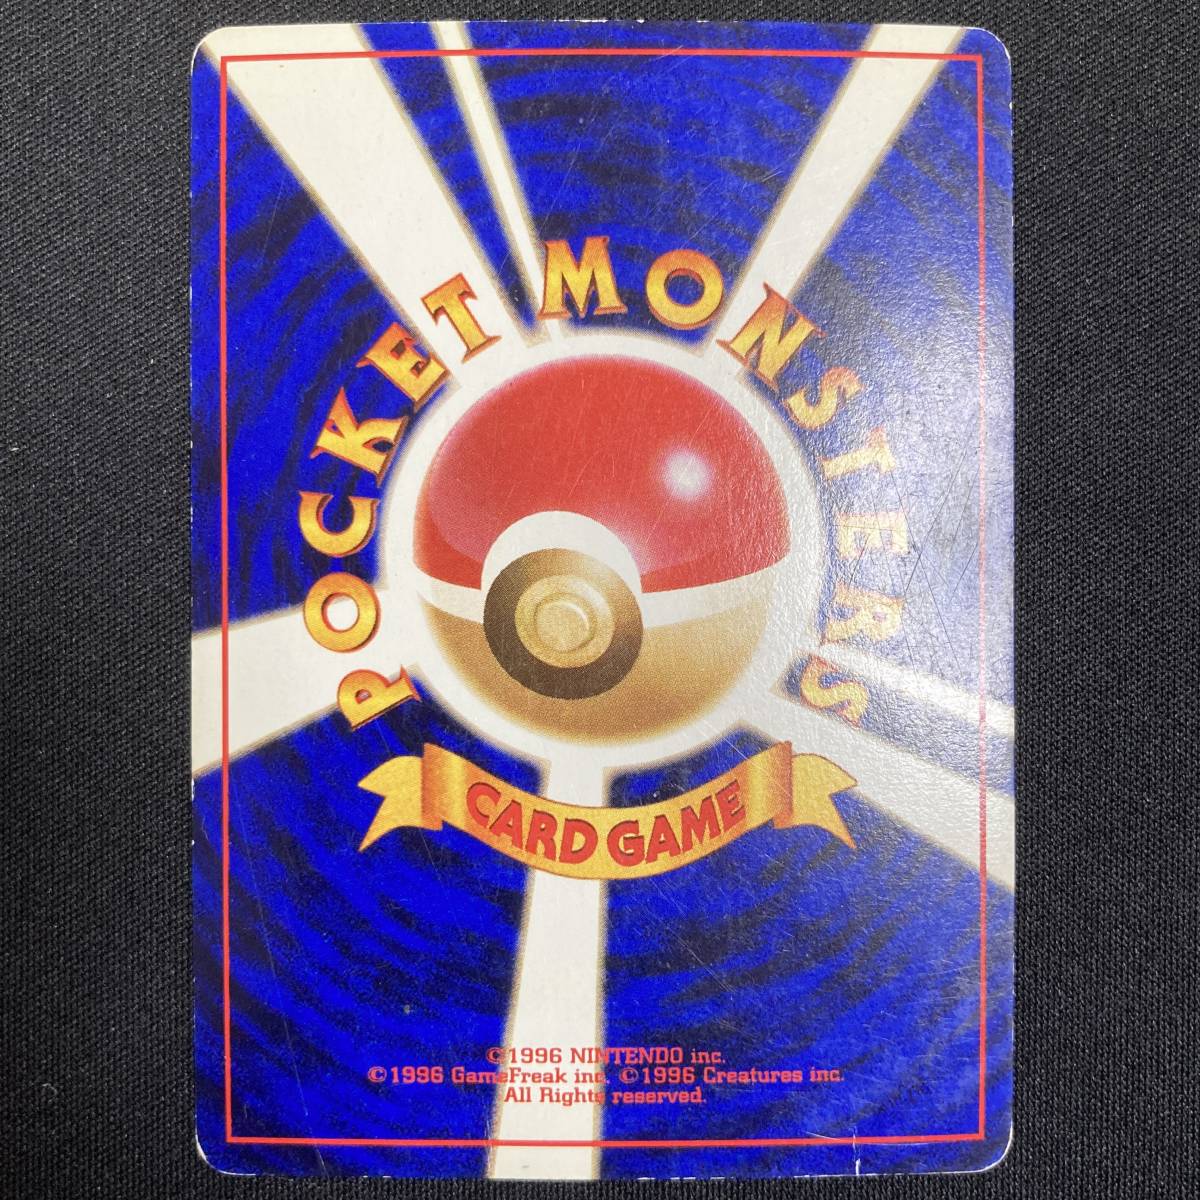 POCKET MONSTERS
CARD GAME
©1996 NINTENDO inc.
©1996 GameFreak inc. ©1996 Creatures inc.
All Rights reserved.